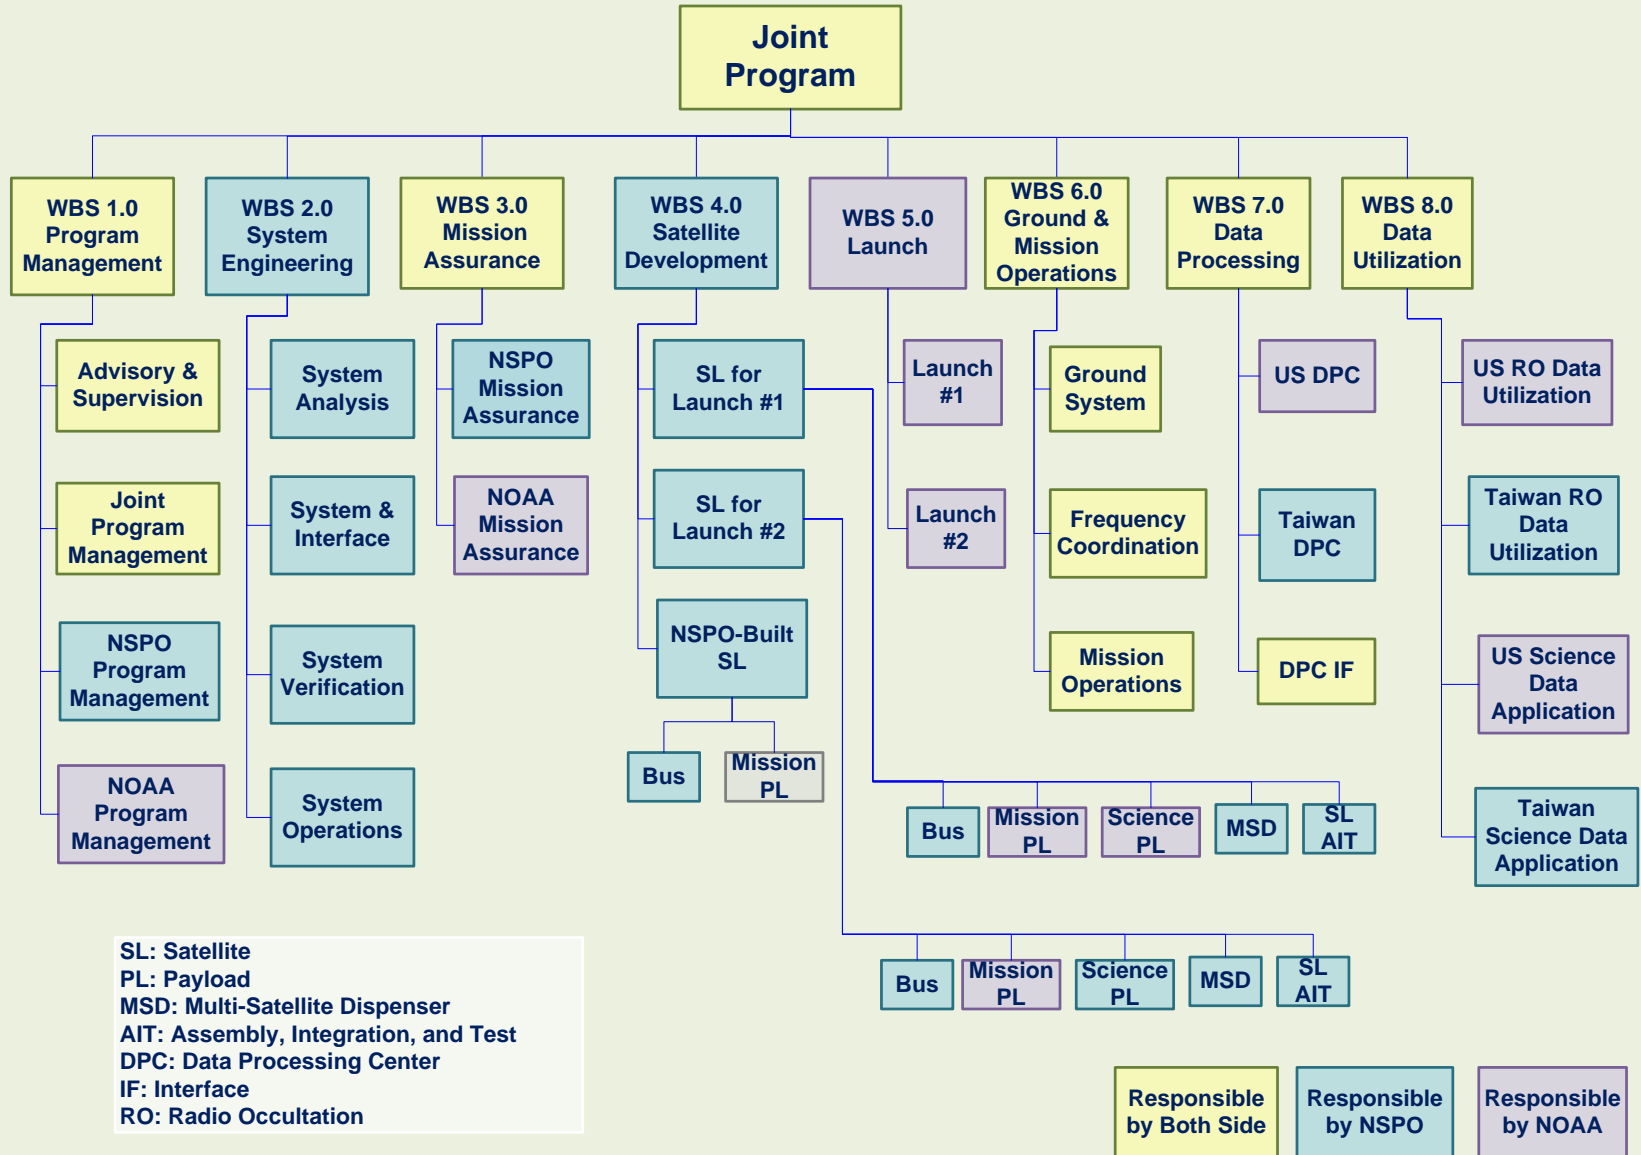 Joint
Program
WBS 1.0
Program
Management
WBS 2.0
System
Engineering
WBS 3.0
Mission
Assurance
WBS 4.0
Satellite
Development
WBS 5.0
Launch
WBS 6.0
Ground &
Mission
Operations
WBS 7.0
Data
Processing
WBS 8.0
Data
Utilization
Advisory &
Supervision
Joint
Program
Management
NSPO
Program
Management
NOAA
Program
Management
System
Analysis
System &
Interface
System
Verification
System
Operations
NSPO
Mission
Assurance
NOAA
Mission
Assurance
SL for
Launch #1
SL for
Launch #2
NSPO-Built
SL
Bus
Mission
PL
Launch
#1
Launch
#2
Ground
System
Frequency
Coordination
Mission
Operations
US DPC
Taiwan
DPC
DPC IF
US RO Data
Utilization
Taiwan RO
Data
Utilization
US Science
Data
Application
Taiwan
Science Data
Application
Bus
Mission
PL
Science
PL
MSD
SL
AIT
Bus
Mission
PL
Science
PL
MSD
SL
AIT
SL: Satellite
PL: Payload
MSD: Multi-Satellite Dispenser
AIT: Assembly, Integration, and Test
DPC: Data Processing Center
IF: Interface
RO: Radio Occultation
Responsible
by Both Side
Responsible
by NSPO
Responsible
by NOAA